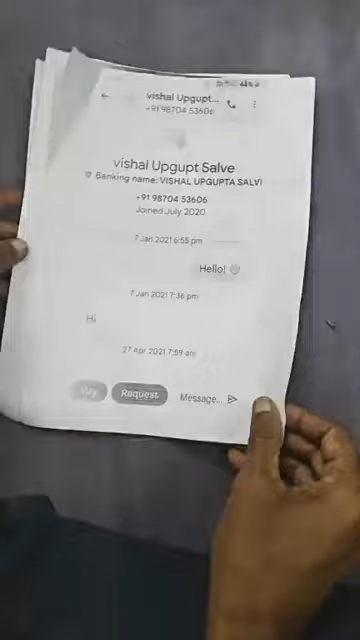 vishal Upgupt...
+91 98704 53606
vishal Upgupt Salve
Banking name: VISHAL UPGUPTA SALVI
+91 98704 53606
Joined July 2020
7 Jan 2021 6:55 pm
Hello!
7 Jan 2021 7:36 pm
Hi
27 Apr 2021 7:59 am
Pay
Request
Message...